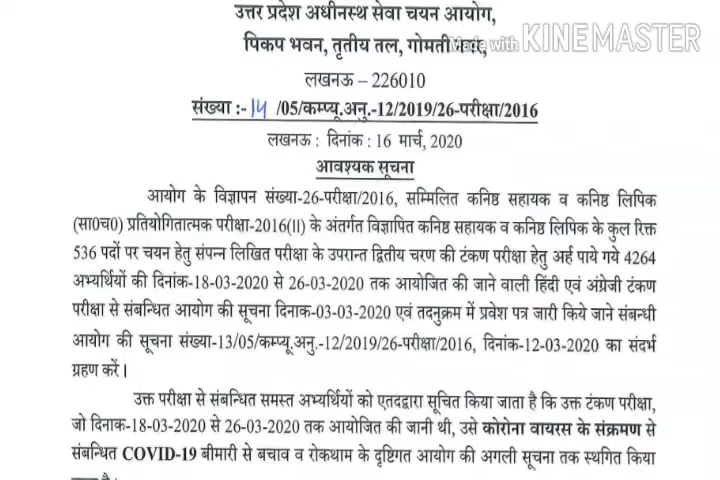 उत्तर प्रदेश अधीनस्थ सेवा चयन आयोग,
पिकप भवन, तृतीय तल, गोमती नगर,
Made with KINEMASTER
लखनऊ – 226010
संख्या :- 14 /05/कम्प्यू.अनु.-12/2019/26-परीक्षा/2016
लखनऊ : दिनांक : 16 मार्च, 2020
आवश्यक सूचना
आयोग के विज्ञापन संख्या-26-परीक्षा/2016, सम्मिलित कनिष्ठ सहायक व कनिष्ठ लिपिक
(सा0च0) प्रतियोगितात्मक परीक्षा-2016(II) के अंतर्गत विज्ञापित कनिष्ठ सहायक व कनिष्ठ लिपिक के कुल रिक्त
536 पदों पर चयन हेतु संपन्न लिखित परीक्षा के उपरान्त द्वितीय चरण की टंकण परीक्षा हेतु अर्ह पाये गये 4264
अभ्यर्थियों की दिनांक-18-03-2020 से 26-03-2020 तक आयोजित की जाने वाली हिंदी एवं अंग्रेजी टंकण
परीक्षा से संबन्धित आयोग की सूचना दिनाक-03-03-2020 एवं तदनुक्रम में प्रवेश पत्र जारी किये जाने संबन्धी
आयोग की सूचना संख्या-13/05/कम्प्यू.अनु.-12/2019/26-परीक्षा/2016, दिनांक-12-03-2020 का संदर्भ
ग्रहण करें।
उक्त परीक्षा से संबन्धित समस्त अभ्यर्थियों को एतदद्वारा सूचित किया जाता है कि उक्त टंकण परीक्षा,
जो दिनाक-18-03-2020 से 26-03-2020 तक आयोजित की जानी थी, उसे कोरोना वायरस के संक्रमण से
संबन्धित COVID-19 बीमारी से बचाव व रोकथाम के दृष्टिगत आयोग की अगली सूचना तक स्थगित किया